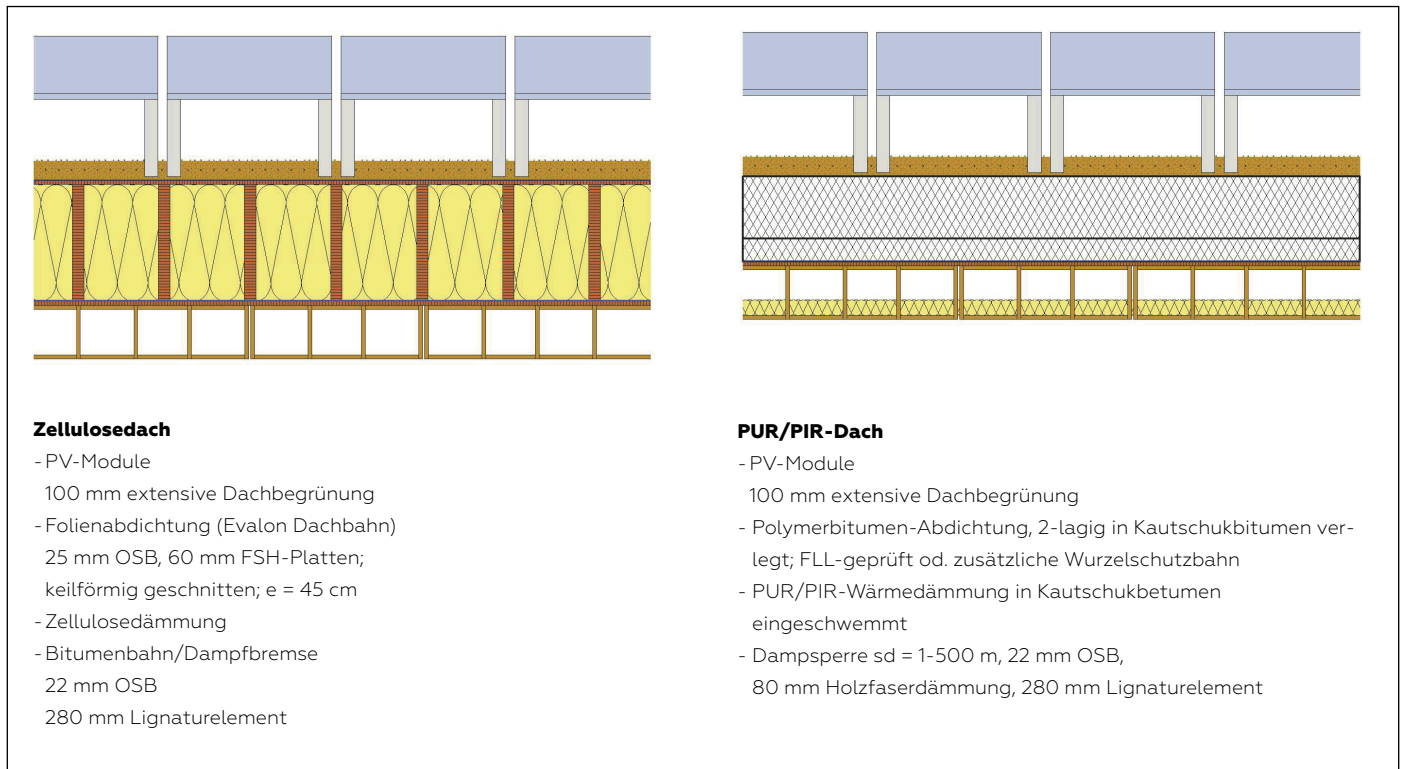 Zellulosedach
- PV-Module
100 mm extensive Dachbegrünung
- Folienabdichtung (Evalon Dachbahn)
25 mm OSB, 60 mm FSH-Platten;
keilförmig geschnitten; e = 45 cm
- Zellulosedämmung
- Bitumenbahn/Dampfbremse
22 mm OSB
280 mm Lignaturelement
PUR/PIR-Dach
- PV-Module
100 mm extensive Dachbegrünung
- Polymerbitumen-Abdichtung, 2-lagig in Kautschukbitumen ver-
legt; FLL-geprüft od. zusätzliche Wurzelschutzbahn
- PUR/PIR-Wärmedämmung in Kautschukbetumen
eingeschwemmt
- Dampsperre sd = 1-500 m, 22 mm OSB,
80 mm Holzfaserdämmung, 280 mm Lignaturelement